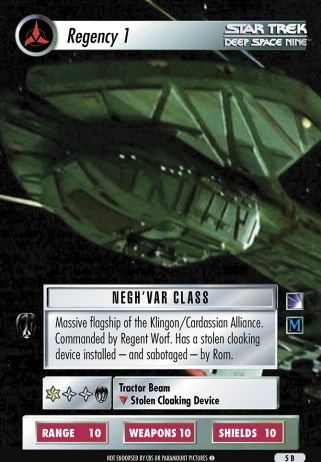 Regency 1
STAR TREK
DEEP SPACE NINE
NEGH'VAR CLASS
Massive flagship of the Klingon/Cardassian Alliance.
Commanded by Regent Worf. Has a stolen cloaking
device installed – and sabotaged – by Rom.
M
Tractor Beam
Stolen Cloaking Device
RANGE 10
WEAPONS 10
SHIELDS 10
NOT ENDORSED BY CBS OR PARAMOUNT PICTURES
5 B